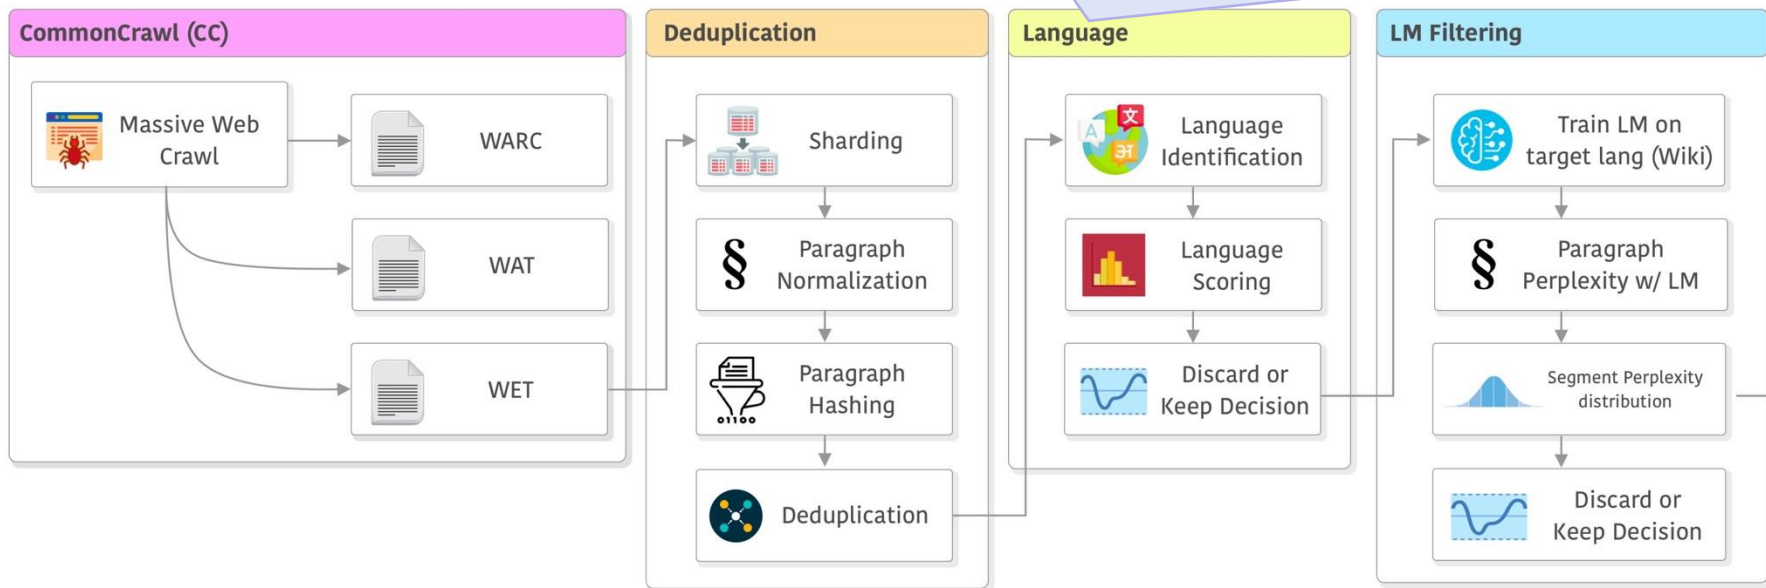 CommonCrawl (CC)
Massive Web
Crawl
WARC
WAT
WET
Deduplication
Sharding
§
Paragraph
Normalization
Paragraph
Hashing
01100
Deduplication
Language
A
文
अ
Language
Identification
Language
Scoring
Discard or
Keep Decision
LM Filtering
Train LM on
target lang (Wiki)
§
Paragraph
Perplexity w/ LM
Segment Perplexity
distribution
Discard or
Keep Decision